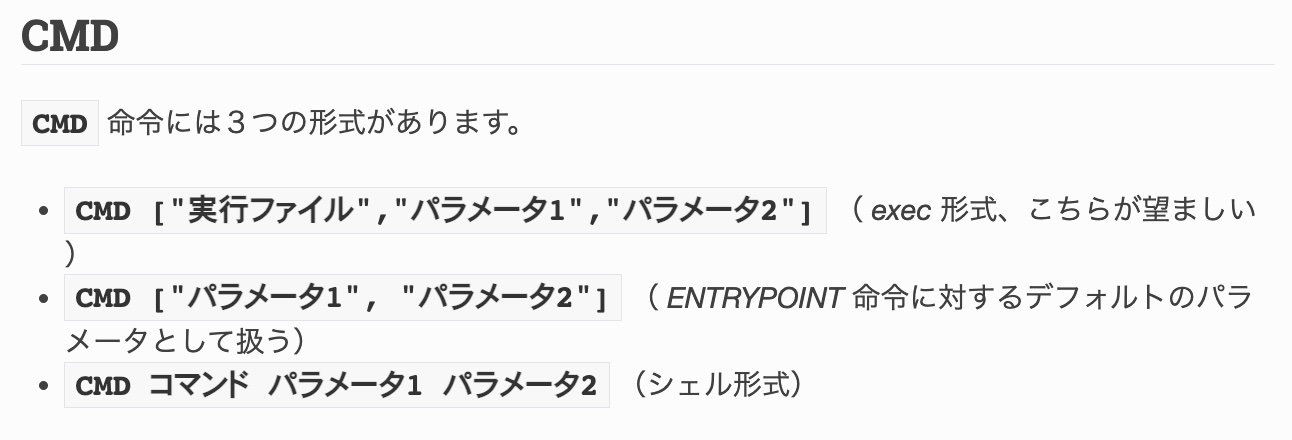 CMD
CMD 命令には３つの形式があります。
• CMD ["実行ファイル","パラメータ1","パラメータ2"] （ exec 形式、こちらが望ましい
）
• CMD ["パラメータ1", "パラメータ2"] （ ENTRYPOINT 命令に対するデフォルトのパラ
メータとして扱う）
• CMD コマンド パラメータ1 パラメータ2 （シェル形式）